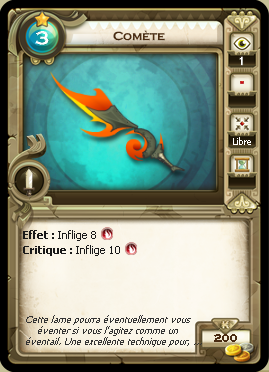 3
Comète
1
Libre
Effet : Inflige 8
Critique : Inflige 10
Cette lame pourra éventuellement vous
éventer si vous l'agitez comme un
éventail. Une excellente technique pour, ..
K
200